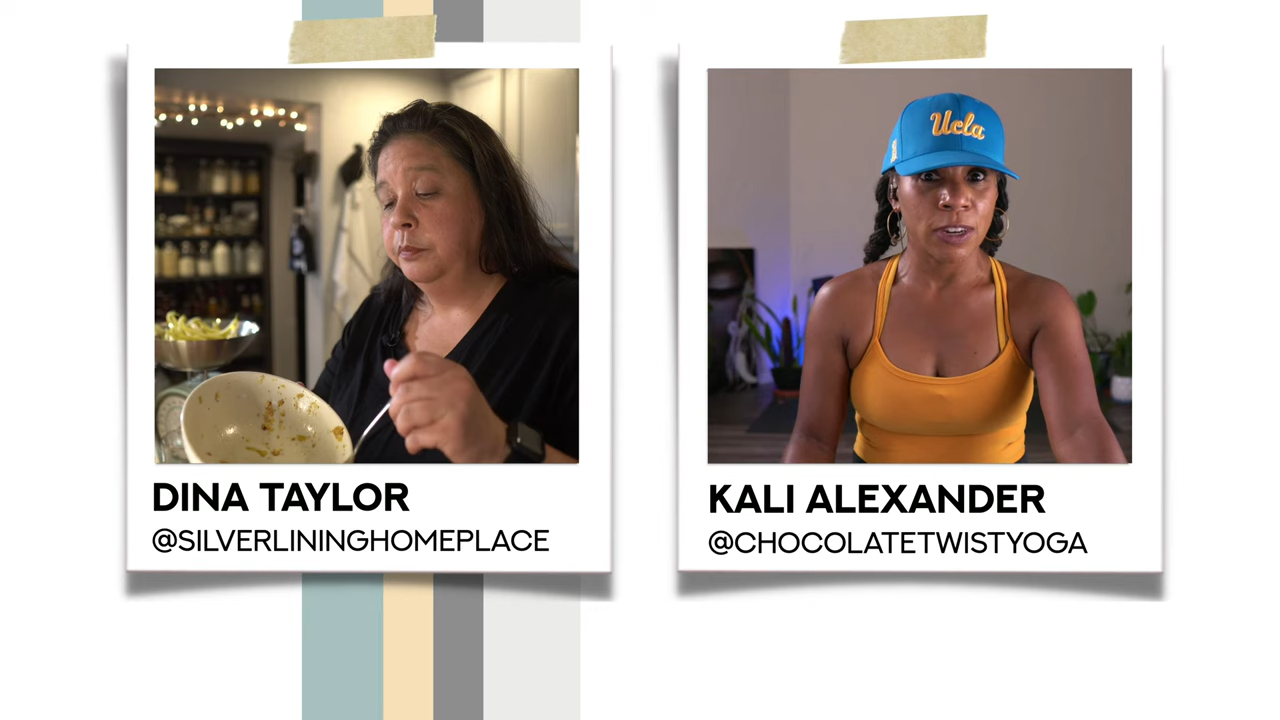 Ucla
DINA TAYLOR
@SILVERLININGHOMEPLACE
KALI ALEXANDER
@CHOCOLATETWISTYOGA